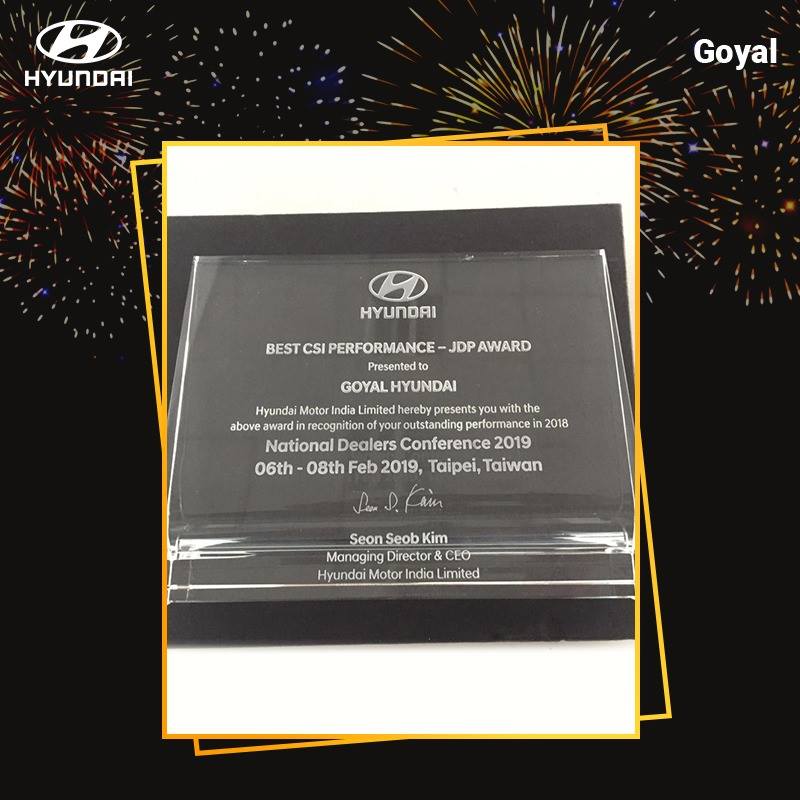 HYUNDAI
Goyal
HYUNDAI
BEST CSI PERFORMANCE – JDP AWARD
Presented to
GOYAL HYUNDAI
Hyundai Motor India Limited hereby presents you with the
above award in recognition of your outstanding performance in 2018
National Dealers Conference 2019
06th - 08th Feb 2019, Taipei, Taiwan
Seon S. Kim
Seon Seob Kim
Managing Director & CEO
Hyundai Motor India Limited